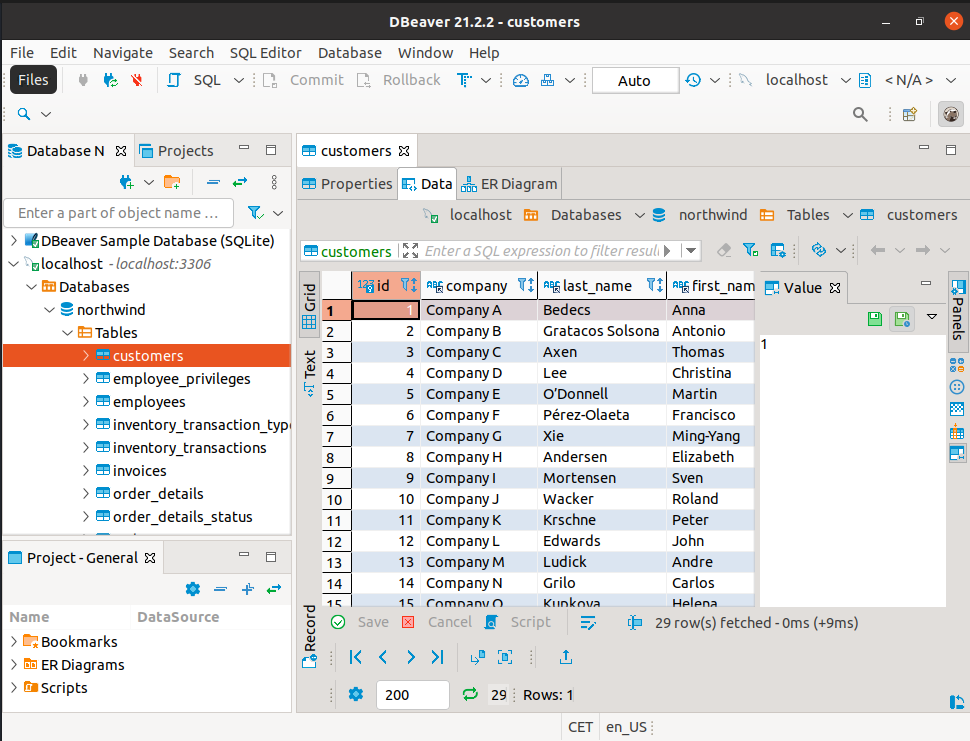 DBeaver 21.2.2 - customers
File Edit Navigate Search SQL Editor Database Window Help
Files SQL Commit Rollback Auto localhost < N/A >
Database N Projects
Enter a part of object name ...
DBeaver Sample Database (SQLite)
localhost - localhost:3306
Databases
northwind
Tables
customers
employee_privileges
employees
inventory_transaction_type
inventory_transactions
invoices
order_details
order_details_status
Project - General
Name DataSource
Bookmarks
ER Diagrams
Scripts
customers
Properties Data ER Diagram
localhost Databases northwind Tables customers
customers Enter a SQL expression to filter results
Grid
Text
Record
123 id ABC company ABC last_name ABC first_nam
1 1 Company A Bedecs Anna
2 2 Company B Gratacos Solsona Antonio
3 3 Company C Axen Thomas
4 4 Company D Lee Christina
5 5 Company E O’Donnell Martin
6 6 Company F Pérez-Olaeta Francisco
7 7 Company G Xie Ming-Yang
8 8 Company H Andersen Elizabeth
9 9 Company I Mortensen Sven
10 10 Company J Wacker Roland
11 11 Company K Krschne Peter
12 12 Company L Edwards John
13 13 Company M Ludick Andre
14 14 Company N Grilo Carlos
15 15 Company O Kupkova Helena
Value
1
Panels
Save Cancel Script 29 row(s) fetched - 0ms (+9ms)
200 29 Rows: 1
CET en_US